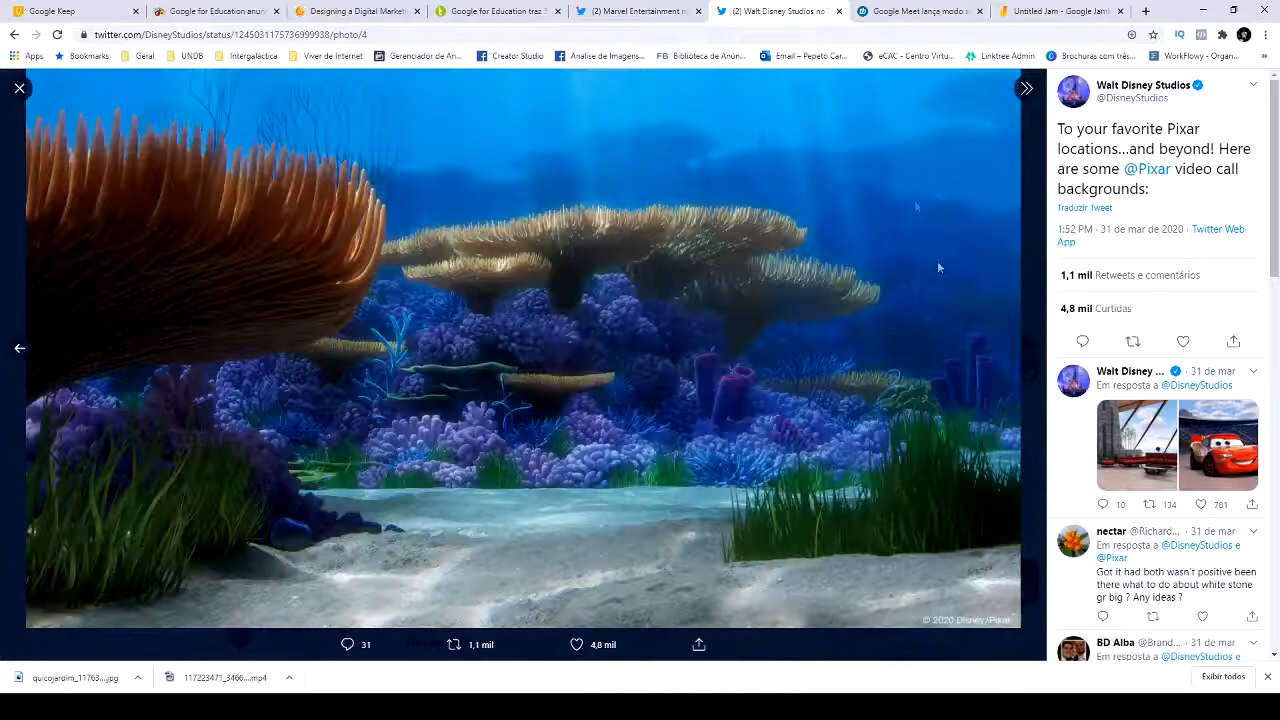 Google Keep
Google for Education anun
Designing a Digital Marketi
Google for Education traz 5
(2) Marvel Entertainment n
(2) Walt Disney Studios no T
Google Meet lança modo s
Untitled Jam - Google Jamb
twitter.com/DisneyStudios/status/1245031175736999938/photo/4
Apps
Bookmarks
Geral
UNDB
Intergaláctica
Viver de Internet
Gerenciador de An...
Creator Studio
Análise de Imagens...
FB Biblioteca de Anún...
Email – Pepeto Car...
eCAC - Centro Virtu...
Linktree Admin
Brochuras com três...
WorkFlowy - Organ...
Walt Disney Studios
@DisneyStudios
To your favorite Pixar
locations...and beyond! Here
are some @Pixar video call
backgrounds:
Traduzir Tweet
1:52 PM · 31 de mar de 2020 · Twitter Web
App
1,1 mil Retweets e comentários
4,8 mil Curtidas
Walt Disney ... · 31 de mar
Em resposta a @DisneyStudios
10 134 781
nectar @Richard... · 31 de mar
Em resposta a @DisneyStudios e
@Pixar
Got it had both wasn't positive been
there what to do about white stone
gr big ? Any ideas ?
BD Alba @Brand... · 31 de mar
Em resposta a @DisneyStudios e
© 2020 Disney/Pixar
31 1,1 mil 4,8 mil
quicojardim_11763....jpg
117223471_3466....mp4
Exibir todos